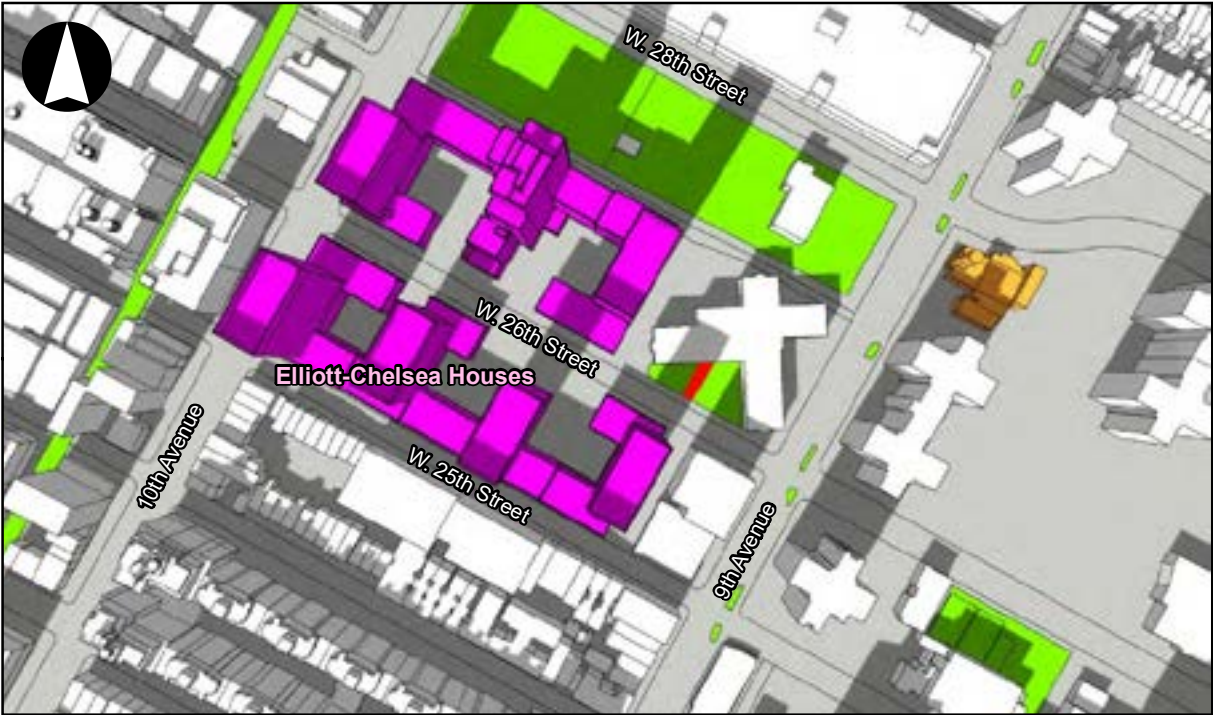 W. 28th Street
W. 26th Street
Elliott-Chelsea Houses
10th Avenue
W. 25th Street
9th Avenue